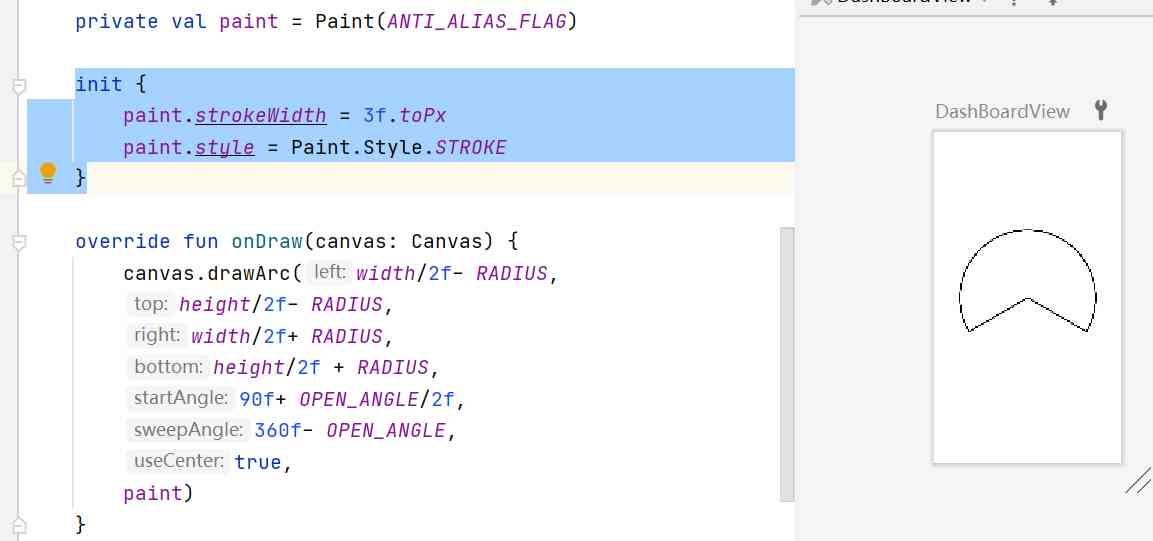 private val paint = Paint(ANTI_ALIAS_FLAG)
init {
paint.strokeWidth = 3f.toPx
paint.style = Paint.Style.STROKE
}
override fun onDraw(canvas: Canvas) {
canvas.drawArc( left: width/2f- RADIUS,
top: height/2f- RADIUS,
right: width/2f+ RADIUS,
bottom: height/2f + RADIUS,
startAngle: 90f+ OPEN_ANGLE/2f,
sweepAngle: 360f- OPEN_ANGLE,
useCenter: true,
paint)
}
DashBoardView
DashBoardView